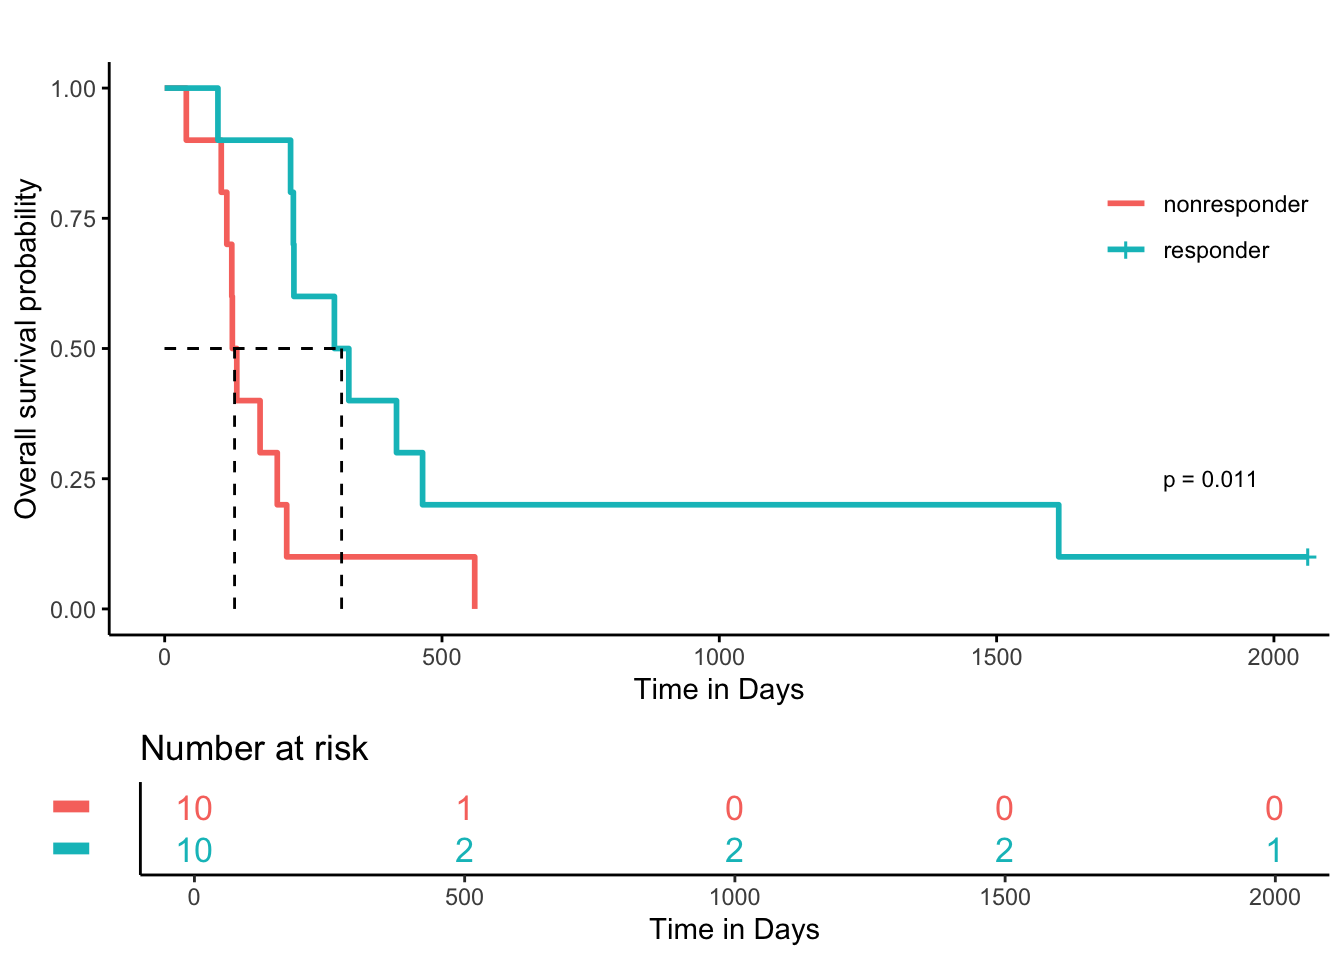 1.00
0.75
0.50
0.25
0.00
Overall survival probability
nonresponder
responder
p = 0.011
0 500 1000 1500 2000
Time in Days
Number at risk
10 1 0 0 0
10 2 2 2 1
0 500 1000 1500 2000
Time in Days